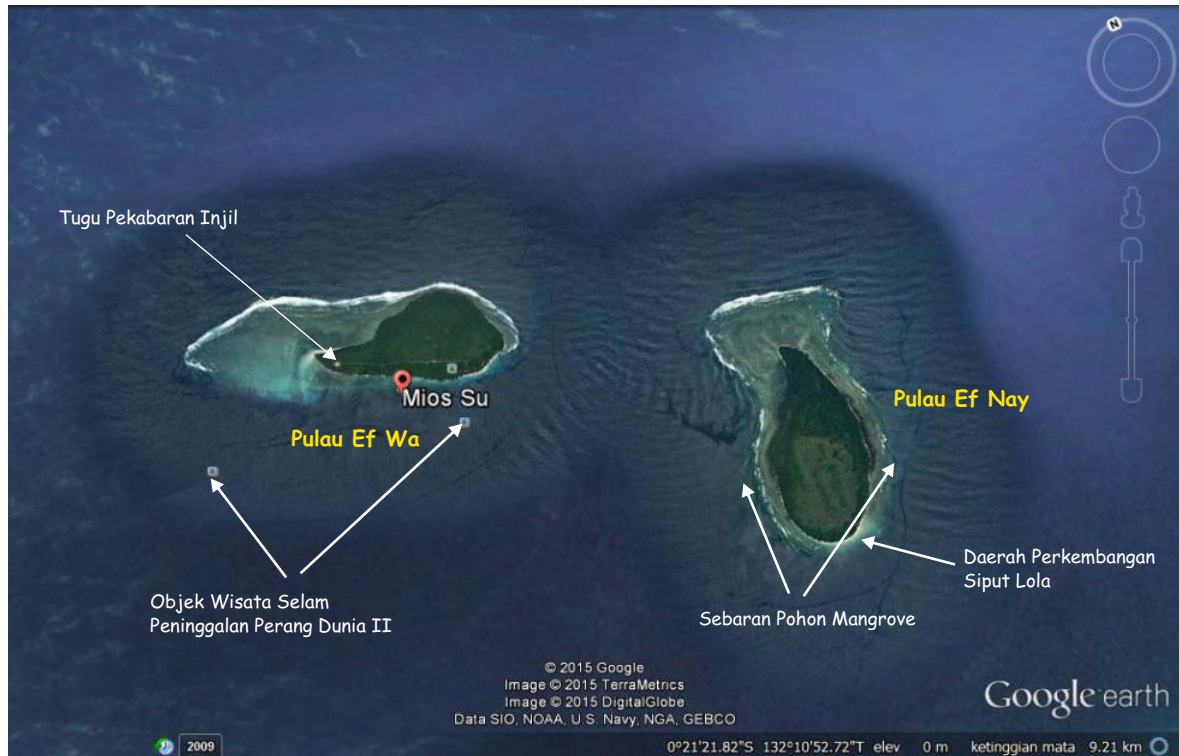 N
Tugu Pekabaran Injil
Mios Su
Pulau Ef Wa
Pulau Ef Nay
Objek Wisata Selam
Peninggalan Perang Dunia II
Daerah Perkembangan
Siput Lola
Sebaran Pohon Mangrove
© 2015 Google
Image © 2015 TerraMetrics
Image © 2015 DigitalGlobe
Data SIO, NOAA, U.S. Navy, NGA, GEBCO
Google earth
2009
0°21'21.82"S 132°10'52.72"T elev 0 m ketinggian mata 9.21 km